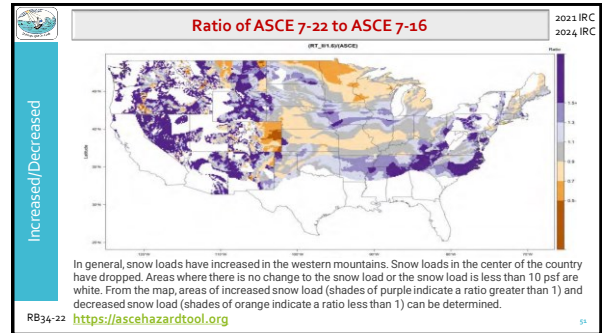 Ratio of ASCE 7-22 to ASCE 7-16
2021 IRC
2024 IRC
Increased/Decreased
In general, snow loads have increased in the western mountains. Snow loads in the center of the country
have dropped. Areas where there is no change to the snow load or the snow load is less than 10 psf are
white. From the map, areas of increased snow load (shades of purple indicate a ratio greater than 1) and
decreased snow load (shades of orange indicate a ratio less than 1) can be determined.
RB34-22 https://ascehazardtool.org
51